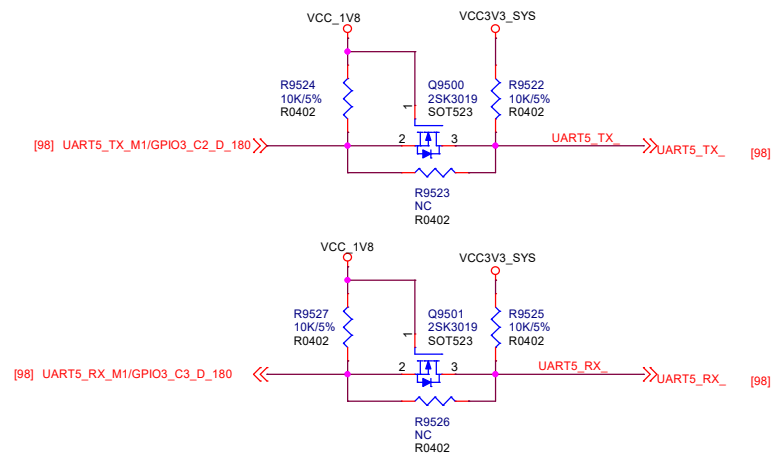 VCC_1V8
VCC3V3_SYS
R9524
10K/5%
R0402
1
Q9500
2SK3019
SOT523
R9522
10K/5%
R0402
[98] UART5_TX_M1/GPIO3_C2_D_180
2
3
UART5_TX_
UART5_TX_ [98]
R9523
NC
R0402
VCC_1V8
VCC3V3_SYS
R9527
10K/5%
R0402
1
Q9501
2SK3019
SOT523
R9525
10K/5%
R0402
[98] UART5_RX_M1/GPIO3_C3_D_180
2
3
UART5_RX_
UART5_RX_ [98]
R9526
NC
R0402